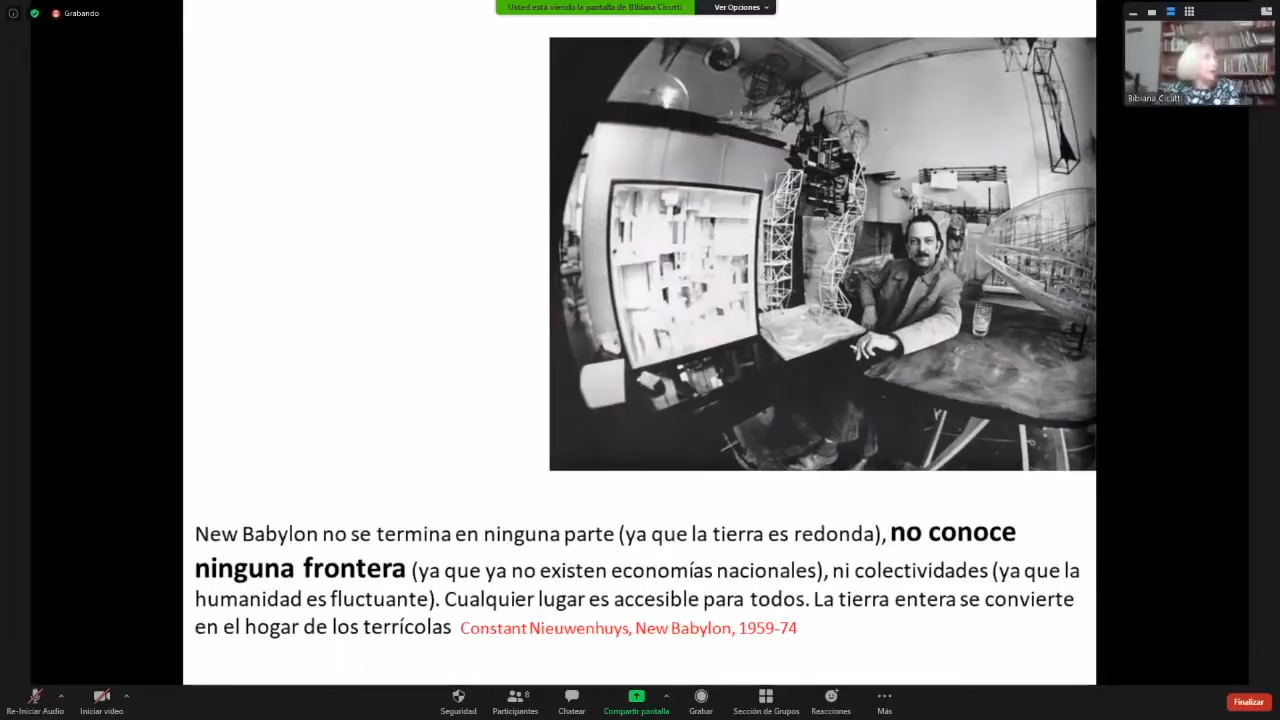 Grabando
Usted está viendo la pantalla de Bibiana Cicutti
Ver Opciones
Bibiana Cicutti
New Babylon no se termina en ninguna parte (ya que la tierra es redonda), no conoce
ninguna frontera (ya que ya no existen economías nacionales), ni colectividades (ya que la
humanidad es fluctuante). Cualquier lugar es accesible para todos. La tierra entera se convierte
en el hogar de los terrícolas Constant Nieuwenhuys, New Babylon, 1959-74
Re-Iniciar Audio
Iniciar video
Seguridad
8
Participantes
Chatear
Compartir pantalla
Grabar
Sección de Grupos
Reacciones
Más
Finalizar